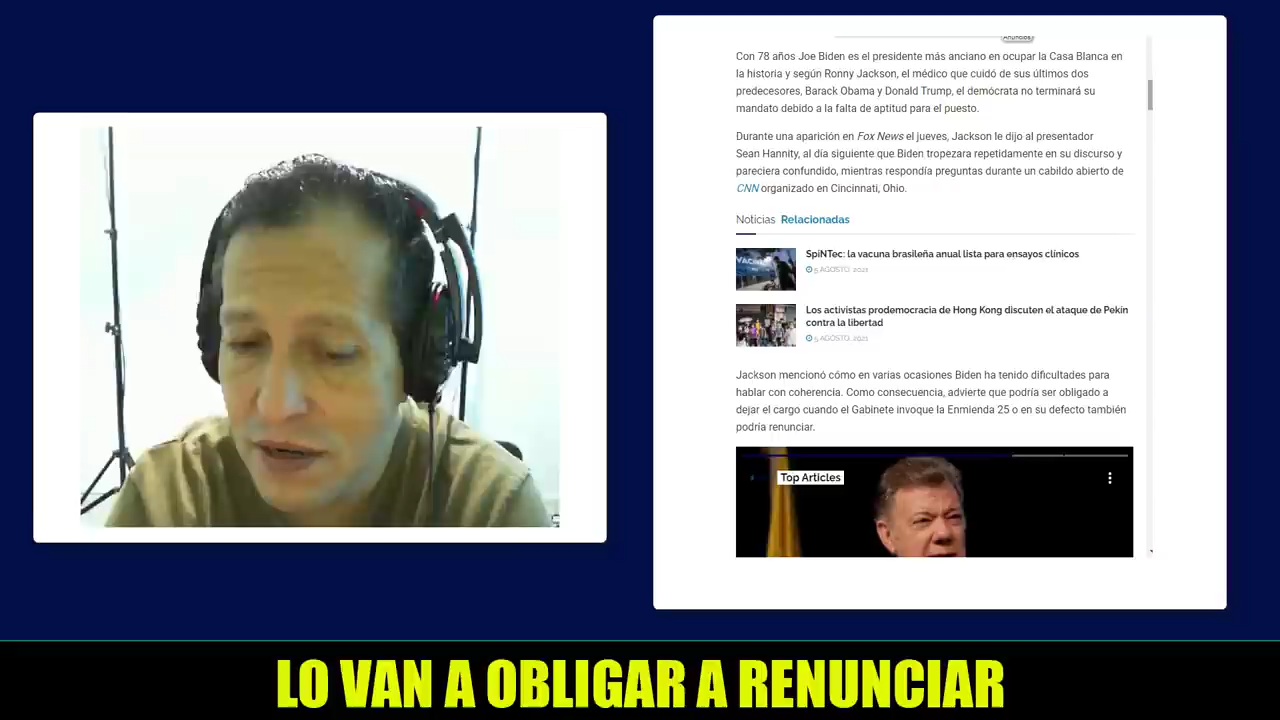 Anuncios
Con 78 años Joe Biden es el presidente más anciano en ocupar la Casa Blanca en
la historia y según Ronny Jackson, el médico que cuidó de sus últimos dos
predecesores, Barack Obama y Donald Trump, el demócrata no terminará su
mandato debido a la falta de aptitud para el puesto.
Durante una aparición en Fox News el jueves, Jackson le dijo al presentador
Sean Hannity, al día siguiente que Biden tropezara repetidamente en su discurso y
pareciera confundido, mientras respondía preguntas durante un cabildo abierto de
CNN organizado en Cincinnati, Ohio.
Noticias Relacionadas
SpiNTec: la vacuna brasileña anual lista para ensayos clínicos
5 AGOSTO, 2021
Los activistas prodemocracia de Hong Kong discuten el ataque de Pekín
contra la libertad
5 AGOSTO, 2021
Jackson mencionó cómo en varias ocasiones Biden ha tenido dificultades para
hablar con coherencia. Como consecuencia, advierte que podría ser obligado a
dejar el cargo cuando el Gabinete invoque la Enmienda 25 o en su defecto también
podría renunciar.
Top Articles
LO VAN A OBLIGAR A RENUNCIAR